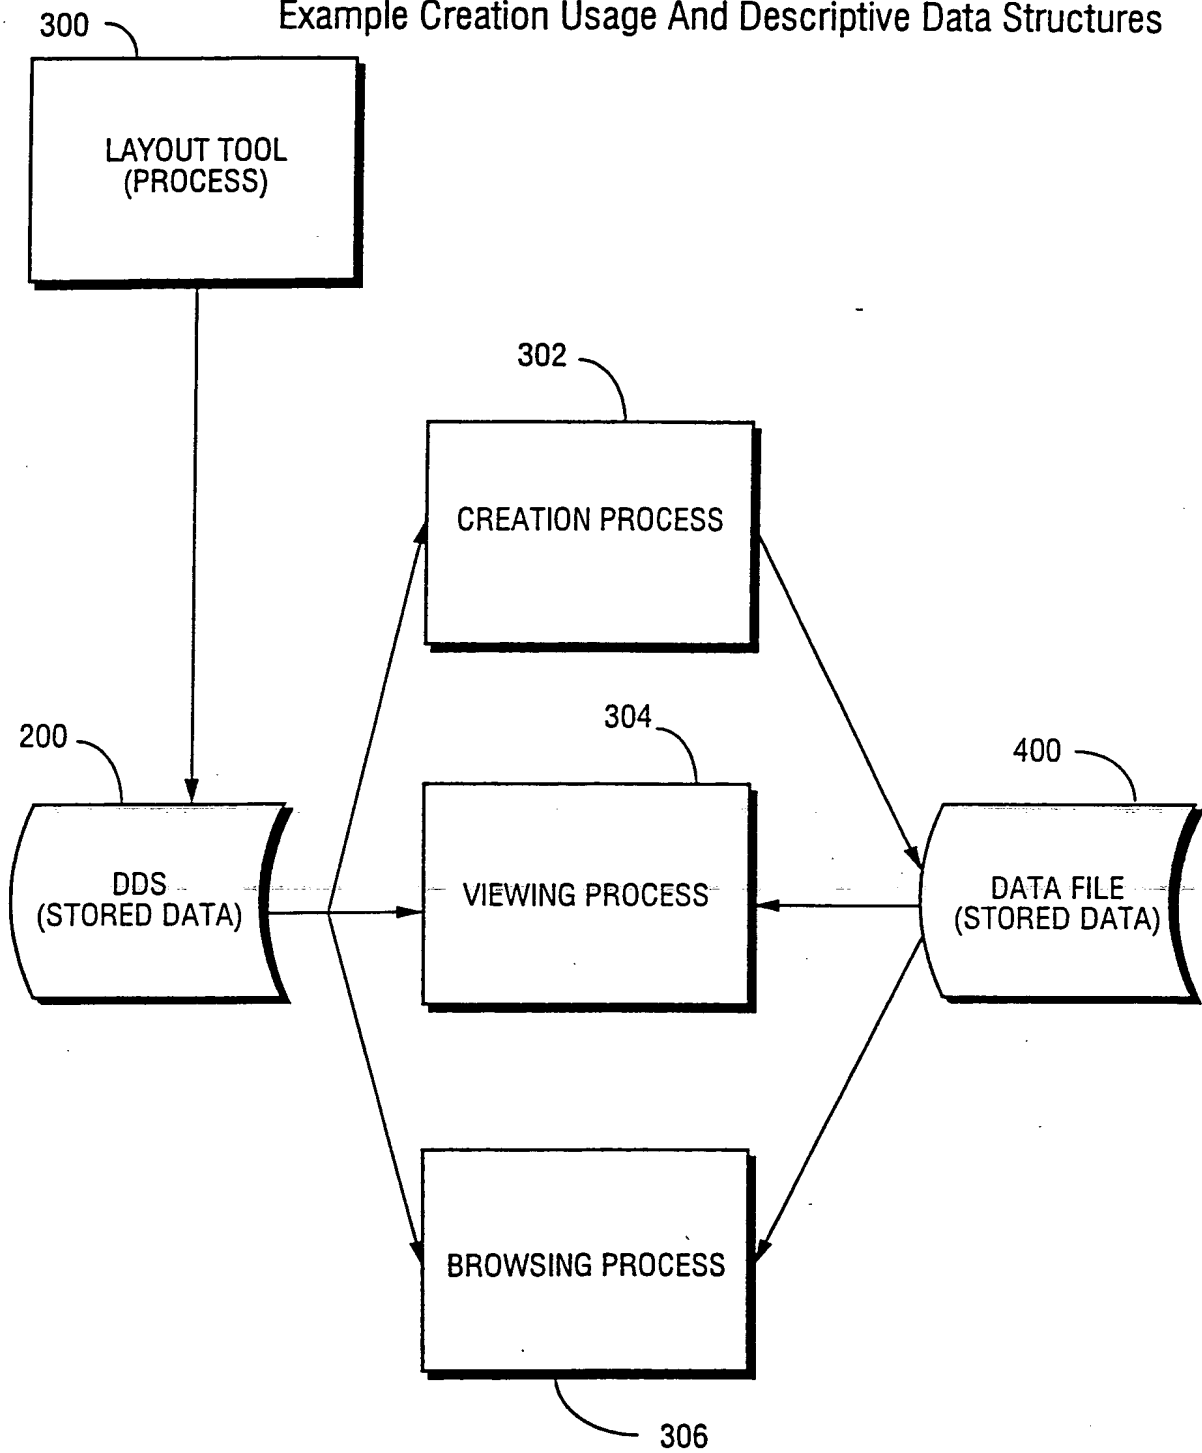 Example Creation Usage And Descriptive Data Structures
300
LAYOUT TOOL
(PROCESS)
302
CREATION PROCESS
200
304
400
DDS
(STORED DATA)
VIEWING PROCESS
DATA FILE
(STORED DATA)
BROWSING PROCESS
306